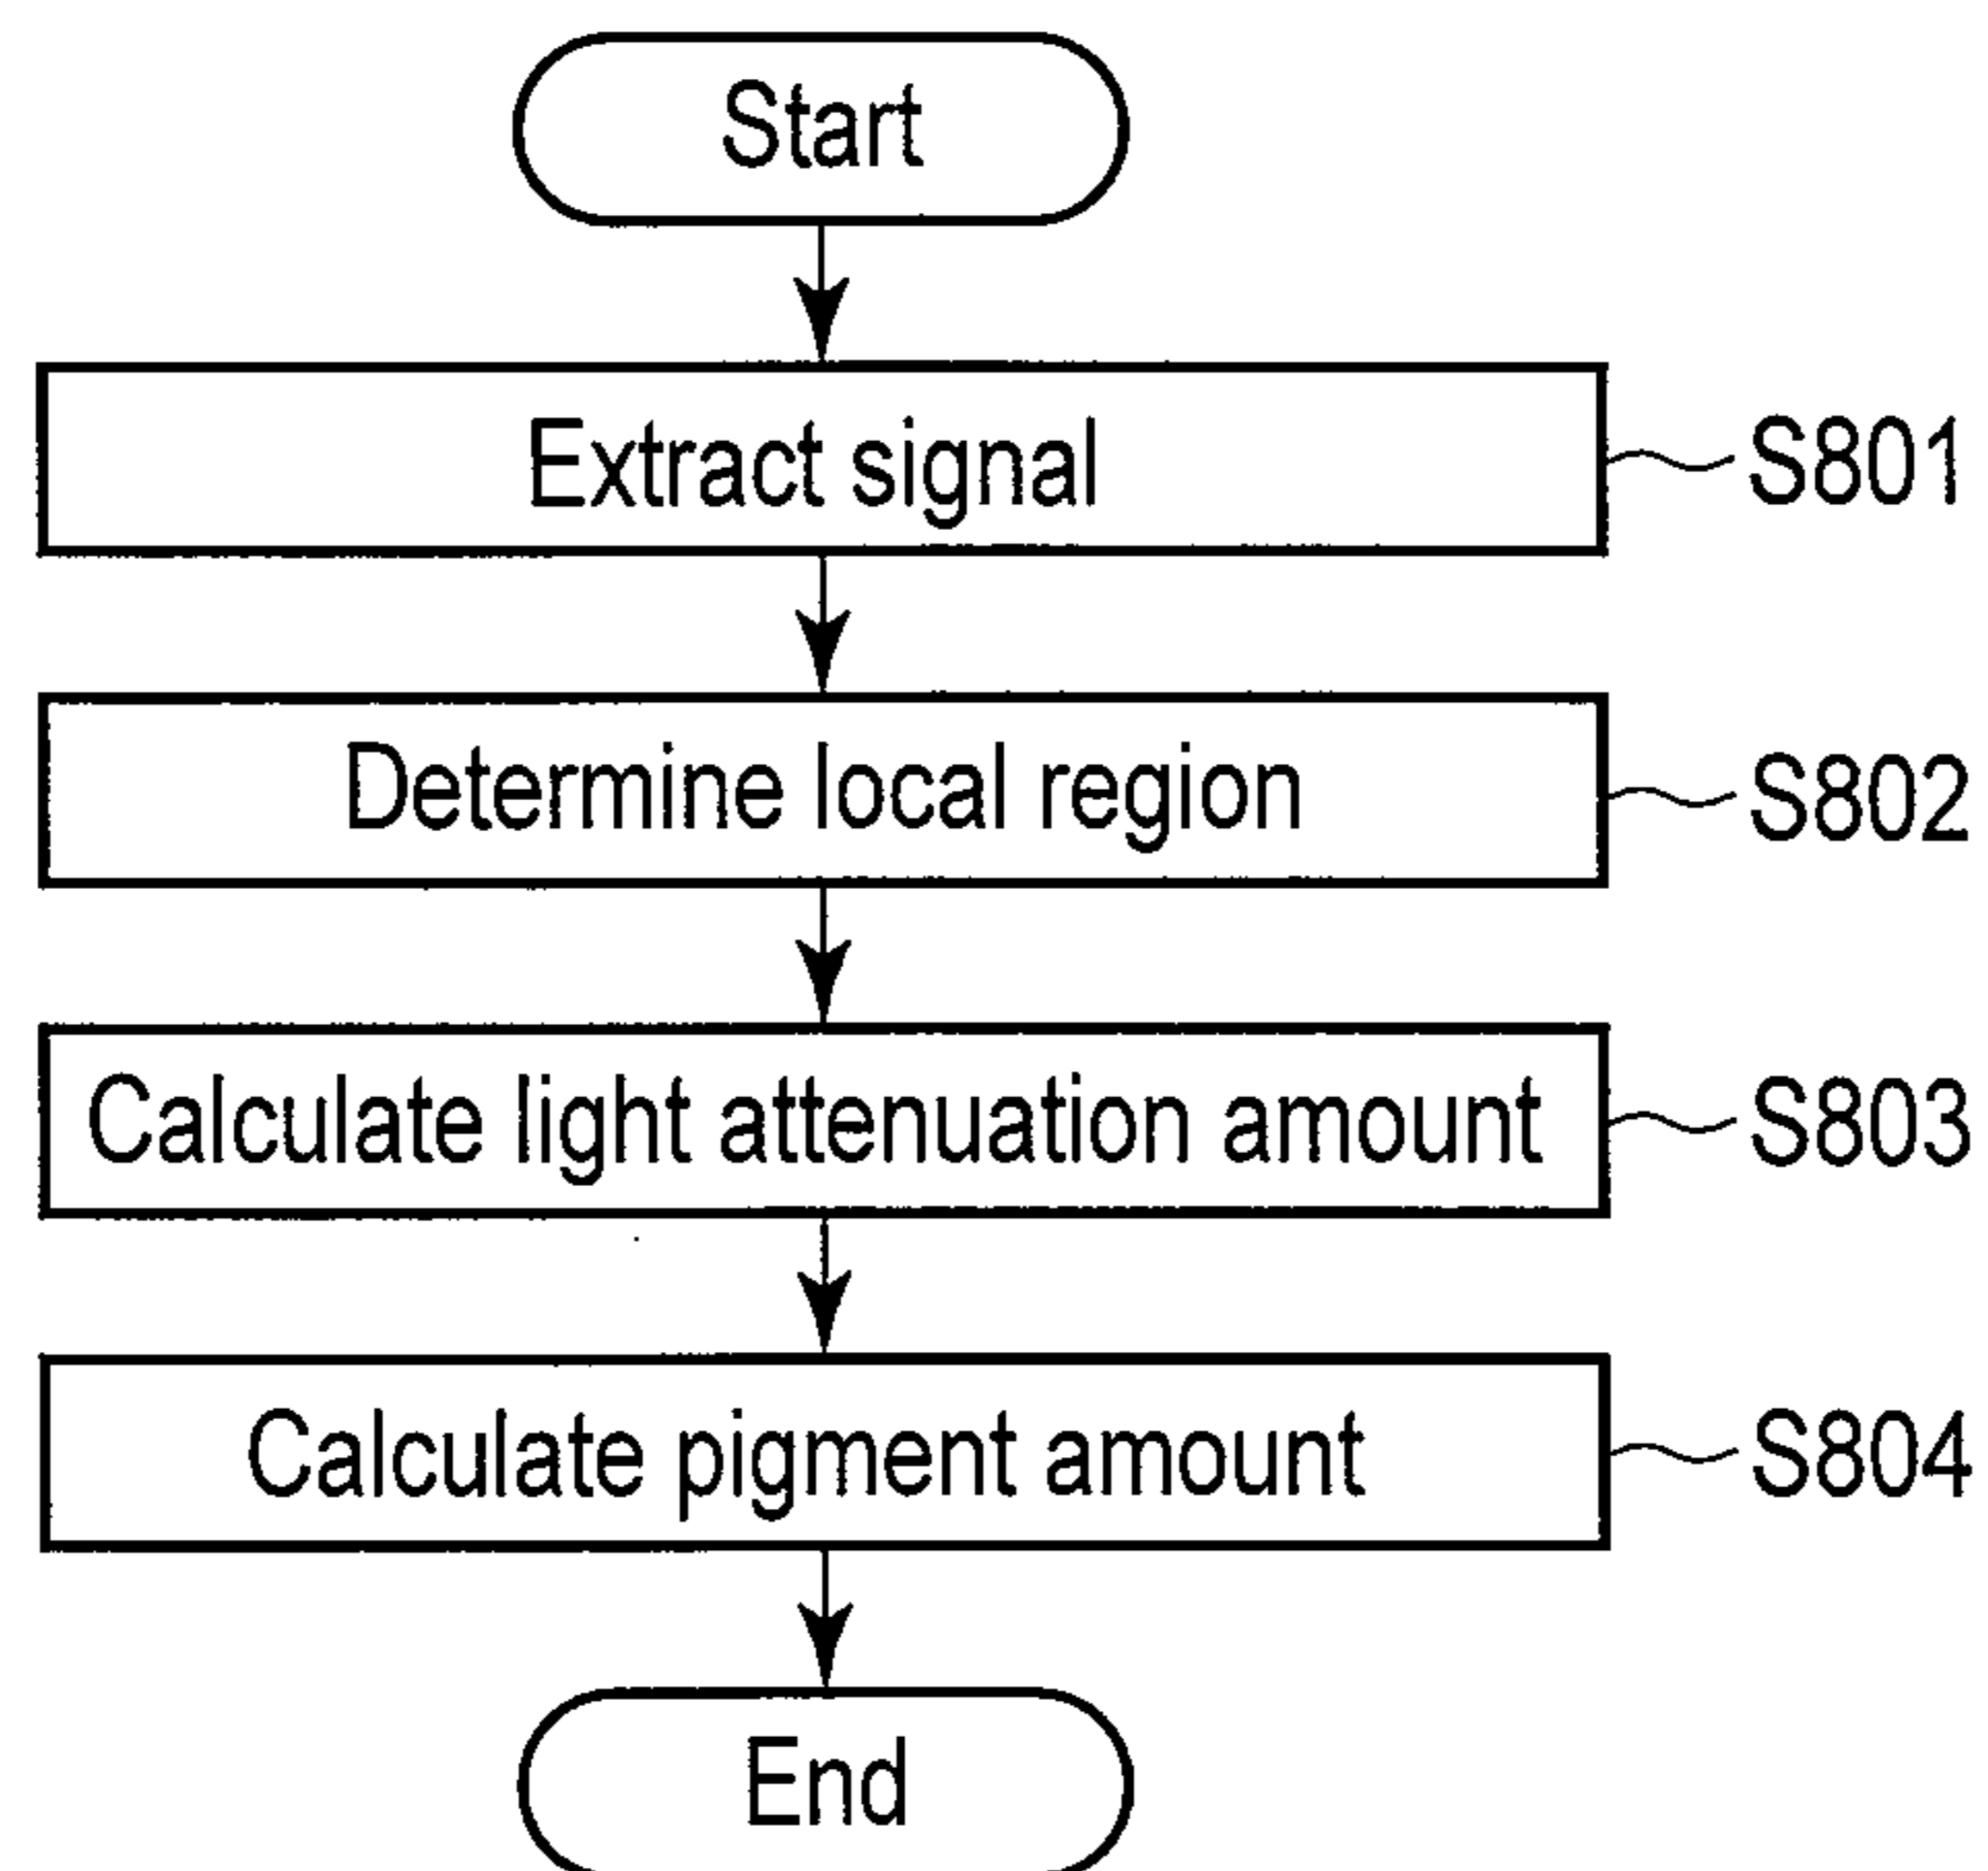 Start
Extract signal
S801
Determine local region
S802
Calculate light attenuation amount
S803
Calculate pigment amount
S804
End